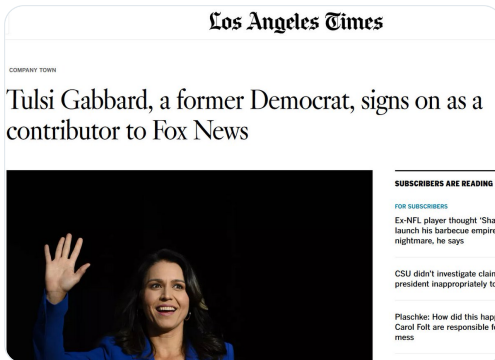 Los Angeles Times
COMPANY TOWN
Tulsi Gabbard, a former Democrat, signs on as a
contributor to Fox News
SUBSCRIBERS ARE READING
FOR SUBSCRIBERS
Ex-NFL player thought
launch his barbecue empire
nightmare, he says
CSU didn't investigate
president inappropriately
Plaschke: How did this
Carol Folt are responsible
mess